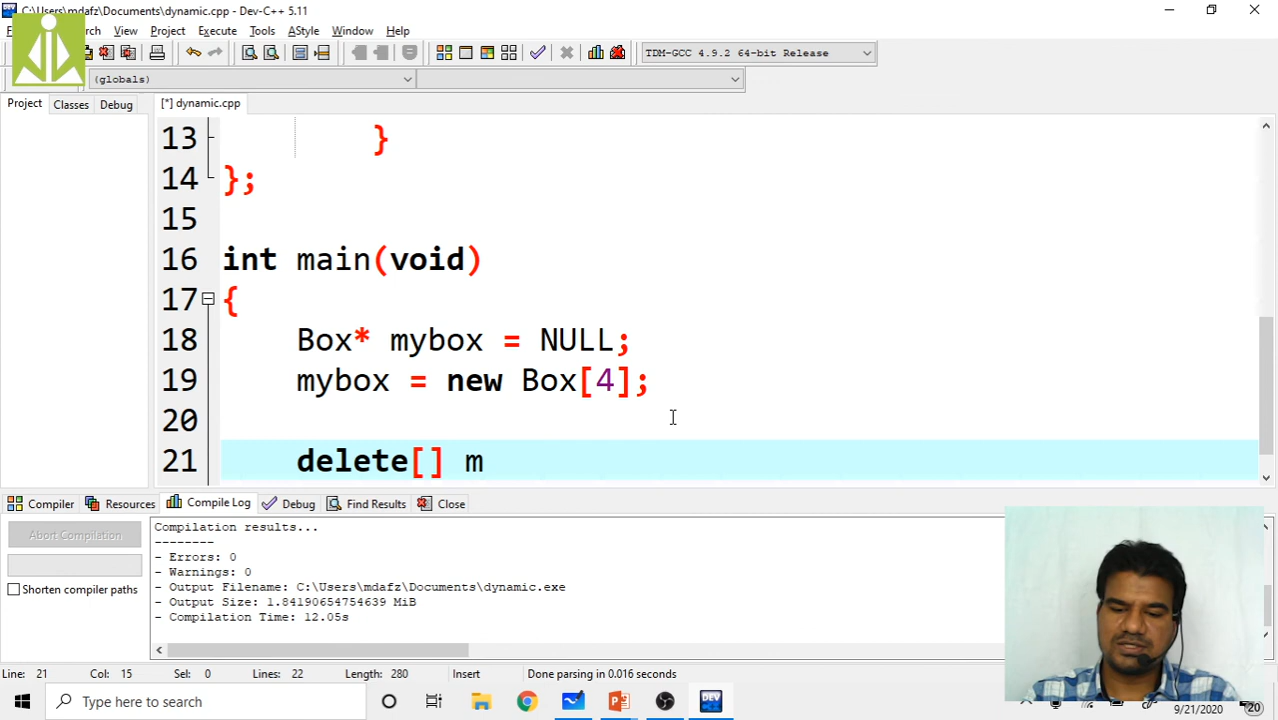 C:\Users\mdafz\Documents\dynamic.cpp - Dev-C++ 5.11
View Project Execute Tools AStyle Window Help
TDM-GCC 4.9.2 64-bit Release
(globals)
Project Classes Debug [*] dynamic.cpp
13 }
14 };
15
16 int main(void)
17 {
18 Box* mybox = NULL;
19 mybox = new Box[4];
20
21 delete[] m
Compiler Resources Compile Log Debug Find Results Close
Abort Compilation
Shorten compiler paths
Compilation results...
--------
- Errors: 0
- Warnings: 0
- Output Filename: C:\Users\mdafz\Documents\dynamic.exe
- Output Size: 1.84190654754639 MiB
- Compilation Time: 12.05s
Line: 21 Col: 15 Sel: 0 Lines: 22 Length: 280 Insert Done parsing in 0.016 seconds
Type here to search
DEV
9/21/2020
20